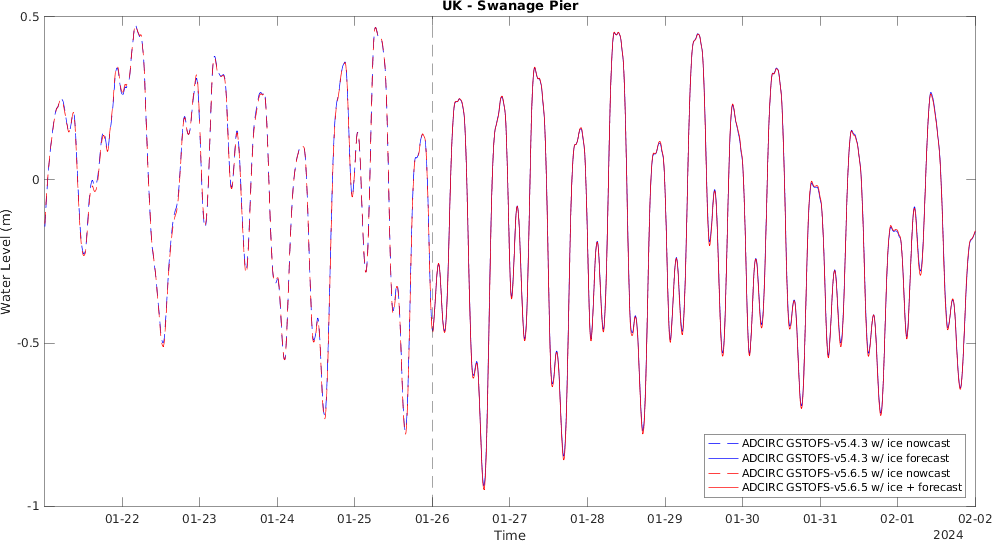 UK - Swanage Pier
0.5
0
-0.5
-1
Water Level (m)
ADCIRC GSTOFS-v5.4.3 w/ ice nowcast
ADCIRC GSTOFS-v5.4.3 w/ ice forecast
ADCIRC GSTOFS-v5.6.5 w/ ice nowcast
ADCIRC GSTOFS-v5.6.5 w/ ice + forecast
01-22 01-23 01-24 01-25 01-26 01-27 01-28 01-29 01-30 01-31 02-01 02-02
Time
2024